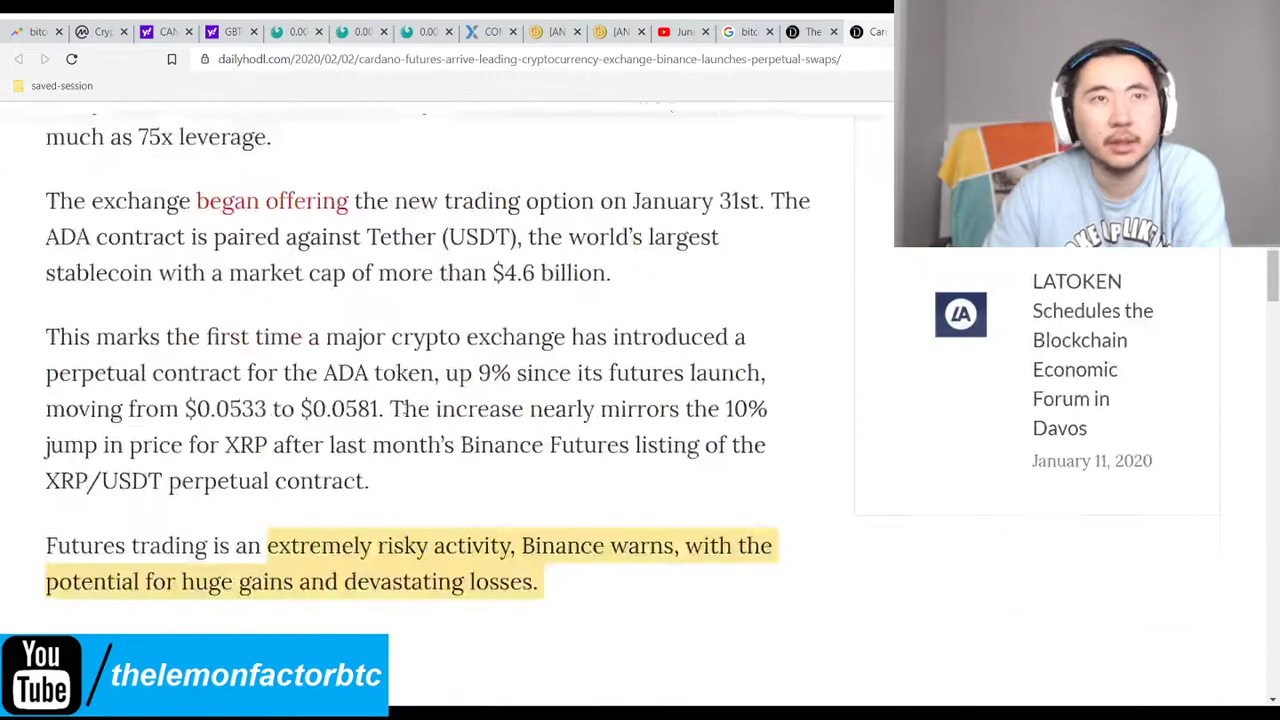 bitc
Cryp
CAN
GBT
0.00
0.00
0.00
COI
JAN
JAN
Juns
bitc
The
Carc
dailyhodl.com/2020/02/02/cardano-futures-arrive-leading-cryptocurrency-exchange-binance-launches-perpetual-swaps/
saved-session
much as 75x leverage.
The exchange began offering the new trading option on January 31st. The
ADA contract is paired against Tether (USDT), the world's largest
stablecoin with a market cap of more than $4.6 billion.
This marks the first time a major crypto exchange has introduced a
perpetual contract for the ADA token, up 9% since its futures launch,
moving from $0.0533 to $0.0581. The increase nearly mirrors the 10%
jump in price for XRP after last month's Binance Futures listing of the
XRP/USDT perpetual contract.
Futures trading is an extremely risky activity, Binance warns, with the
potential for huge gains and devastating losses.
LATOKEN
Schedules the
Blockchain
Economic
Forum in
Davos
January 11, 2020
LA
You
Tube
/thelemonfactorbtc